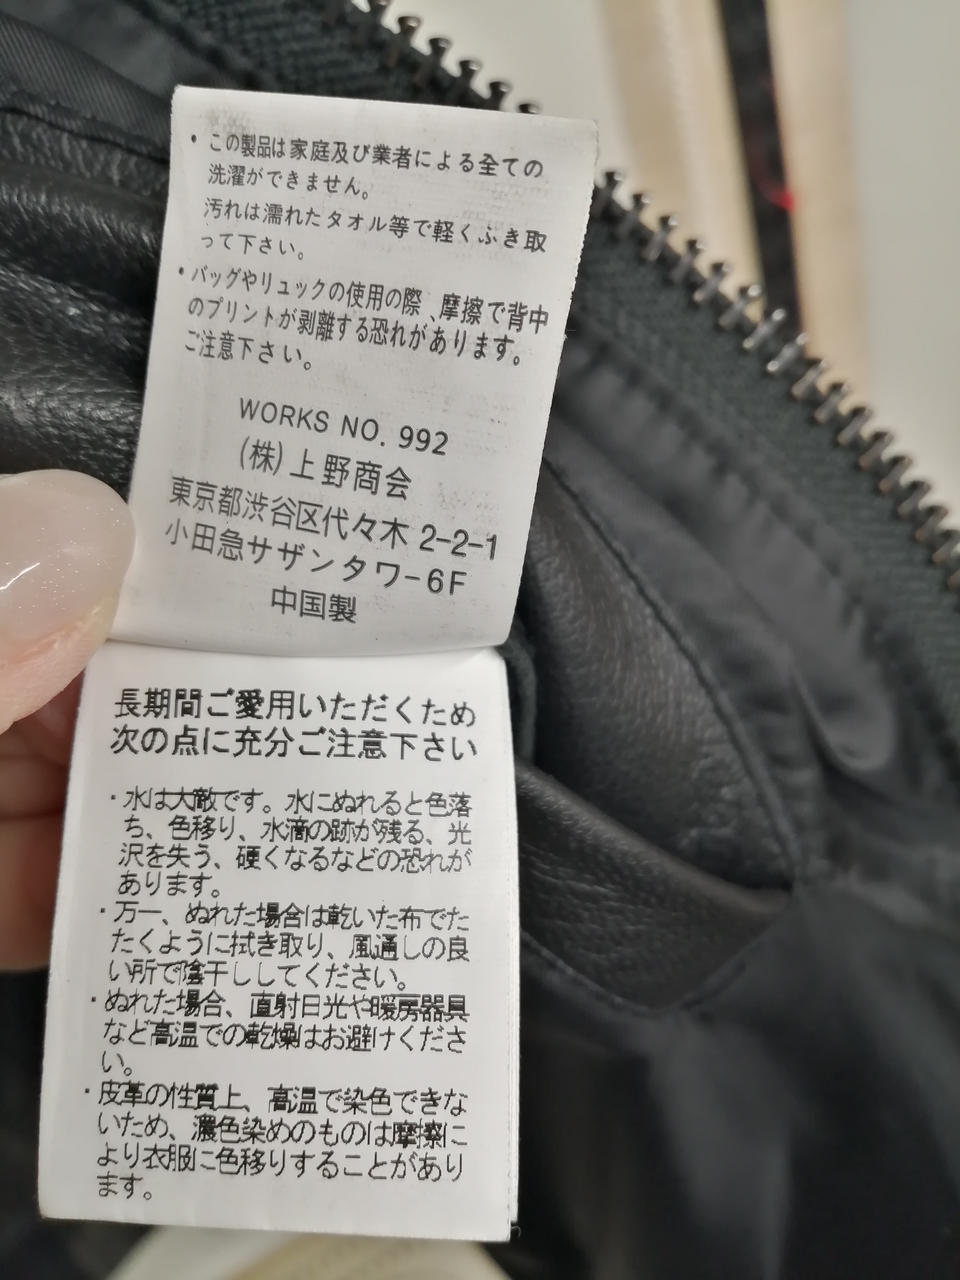 ・この製品は家庭及び業者による全ての
洗濯ができません。
汚れは濡れたタオル等で軽くふき取
って下さい。
・バッグやリュックの使用の際、摩擦で背中
のプリントが剥離する恐れがあります。
ご注意下さい。
WORKS NO. 992
(株)上野商会
東京都渋谷区代々木 2-2-1
小田急サザンタワ-6F
中国製
長期間ご愛用いただくため
次の点に充分ご注意下さい
・水は大敵です。水にぬれると色落
ち、色移り、水滴の跡が残る、光
沢を失う、硬くなるなどの恐れが
あります。
・万一、ぬれた場合は乾いた布でた
たくように拭き取り、風通しの良
い所で陰干ししてください。
・ぬれた場合、直射日光や暖房器具
など高温での乾燥はお避けくださ
い。
・皮革の性質上、高温で染色できな
いため、濃色染めのものは摩擦に
より衣服に色移りすることがあり
ます。